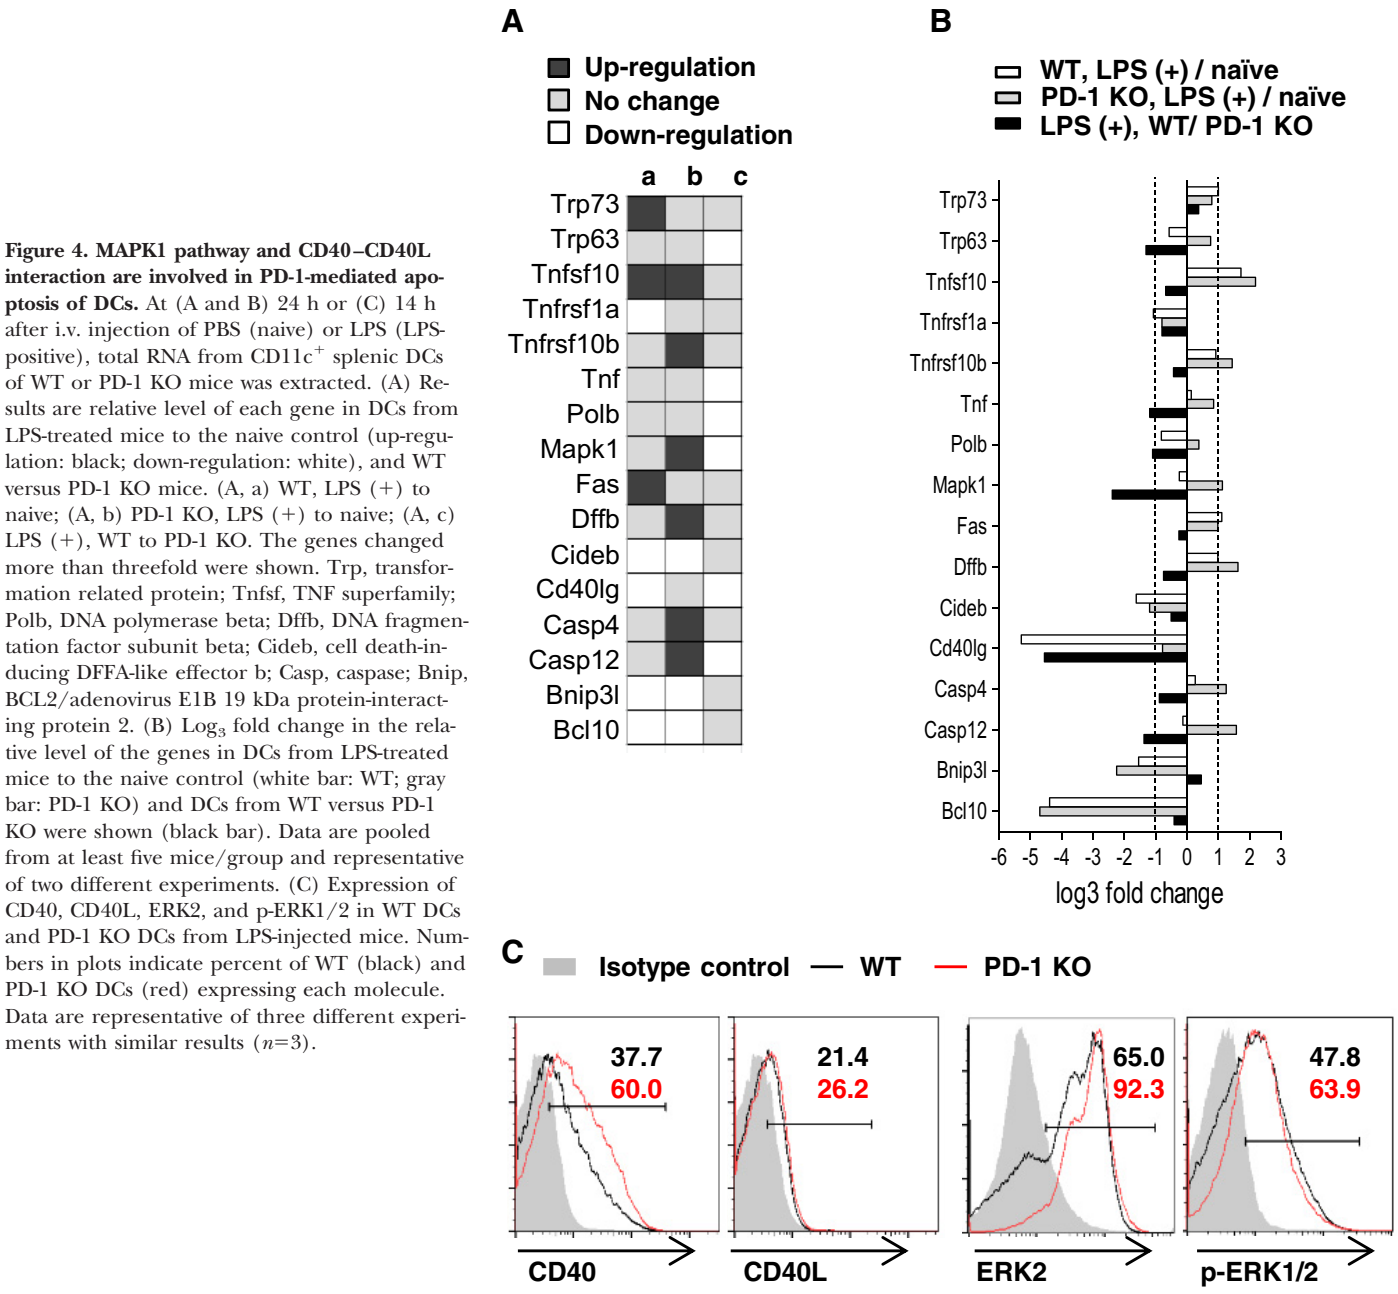 Figure 4. MAPK1 pathway and CD40–CD40L
interaction are involved in PD-1-mediated apo-
ptosis of DCs. At (A and B) 24 h or (C) 14 h
after i.v. injection of PBS (naive) or LPS (LPS-
positive), total RNA from CD11c+ splenic DCs
of WT or PD-1 KO mice was extracted. (A) Re-
sults are relative level of each gene in DCs from
LPS-treated mice to the naive control (up-regu-
lation: black; down-regulation: white), and WT
versus PD-1 KO mice. (A, a) WT, LPS (+) to
naive; (A, b) PD-1 KO, LPS (+) to naive; (A, c)
LPS (+), WT to PD-1 KO. The genes changed
more than threefold were shown. Trp, transfor-
mation related protein; Tnfsf, TNF superfamily;
Polb, DNA polymerase beta; Dffb, DNA fragmen-
tation factor subunit beta; Cideb, cell death-in-
ducing DFFA-like effector b; Casp, caspase; Bnip,
BCL2/adenovirus E1B 19 kDa protein-interact-
ing protein 2. (B) Log3 fold change in the rela-
tive level of the genes in DCs from LPS-treated
mice to the naive control (white bar: WT; gray
bar: PD-1 KO) and DCs from WT versus PD-1
KO were shown (black bar). Data are pooled
from at least five mice/group and representative
of two different experiments. (C) Expression of
CD40, CD40L, ERK2, and p-ERK1/2 in WT DCs
and PD-1 KO DCs from LPS-injected mice. Num-
bers in plots indicate percent of WT (black) and
PD-1 KO DCs (red) expressing each molecule.
Data are representative of three different experi-
ments with similar results (n=3).
A
Up-regulation
No change
Down-regulation
a b c
Trp73
Trp63
Tnfsf10
Tnfrsf1a
Tnfrsf10b
Tnf
Polb
Mapk1
Fas
Dffb
Cideb
Cd40lg
Casp4
Casp12
Bnip3l
Bcl10
B
WT, LPS (+) / naïve
PD-1 KO, LPS (+) / naïve
LPS (+), WT/ PD-1 KO
Trp73
Trp63
Tnfsf10
Tnfrsf1a
Tnfrsf10b
Tnf
Polb
Mapk1
Fas
Dffb
Cideb
Cd40lg
Casp4
Casp12
Bnip3l
Bcl10
-6 -5 -4 -3 -2 -1 0 1 2 3
log3 fold change
C
Isotype control WT PD-1 KO
37.7
60.0
CD40
21.4
26.2
CD40L
65.0
92.3
ERK2
47.8
63.9
p-ERK1/2